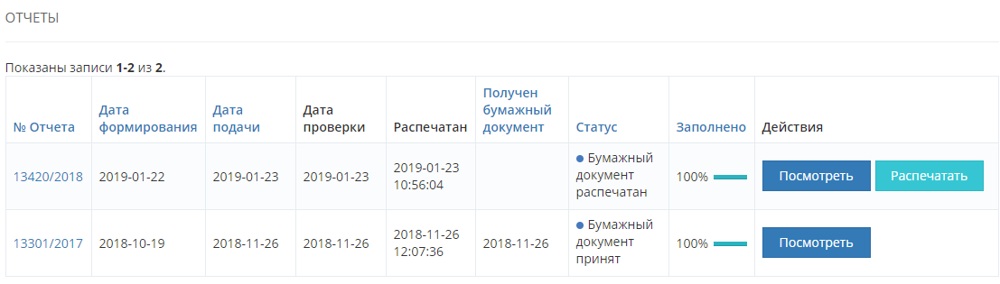 ОТЧЕТЫ
Показаны записи 1-2 из 2.
№ Отчета
Дата
формирования
Дата
подачи
Дата
проверки
Распечатан
Получен
бумажный
документ
Статус
Заполнено
Действия
13420/2018
2019-01-22
2019-01-23
2019-01-23
2019-01-23
10:56:04
Бумажный
документ
распечатан
100%
Посмотреть
Распечатать
13301/2017
2018-10-19
2018-11-26
2018-11-26
2018-11-26
12:07:36
2018-11-26
Бумажный
документ
принят
100%
Посмотреть